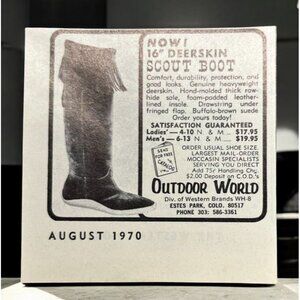 NOW!
16" DEERSKIN
SCOUT BOOT
Comfort, durability, protection, and
good looks. Genuine heavyweight
deerskin. Hand-molded thick raw-
hide sole, foam-padded leather-
lined insole. Drawstring under
fringed flap. Buffalo-brown suede.
Order yours today!
SATISFACTION GUARANTEED
Ladies' — 4-10 N. & M. ... $17.95
Men's — 6-13 N. & M. ... $19.95
SEND
FOR FREE
ORDER USUAL SHOE SIZE.
LARGEST MAIL-ORDER
MOCCASIN SPECIALISTS
SERVING YOU DIRECT
Add 75¢ Handling Chg.
$2.00 Deposit on C.O.D.'s
OUTDOOR WORLD
Div. of Western Brands WH-8
ESTES PARK, COLO. 80517
PHONE 303: 586-3361
AUGUST 1970